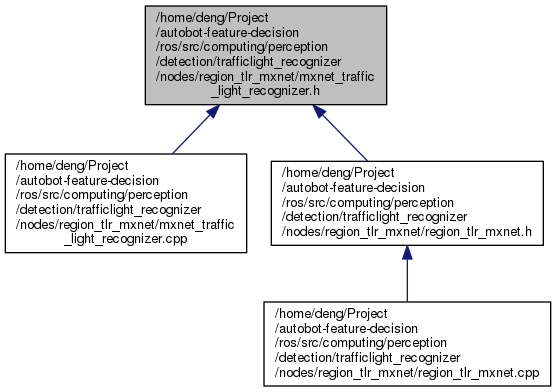 /home/deng/Project
/autobot-feature-decision
/ros/src/computing/perception
/detection/trafficlight_recognizer
/nodes/region_tlr_mxnet/mxnet_traffic
_light_recognizer.h
/home/deng/Project
/autobot-feature-decision
/ros/src/computing/perception
/detection/trafficlight_recognizer
/nodes/region_tlr_mxnet/mxnet_traffic
_light_recognizer.cpp
/home/deng/Project
/autobot-feature-decision
/ros/src/computing/perception
/detection/trafficlight_recognizer
/nodes/region_tlr_mxnet/region_tlr_mxnet.h
/home/deng/Project
/autobot-feature-decision
/ros/src/computing/perception
/detection/trafficlight_recognizer
/nodes/region_tlr_mxnet/region_tlr_mxnet.cpp